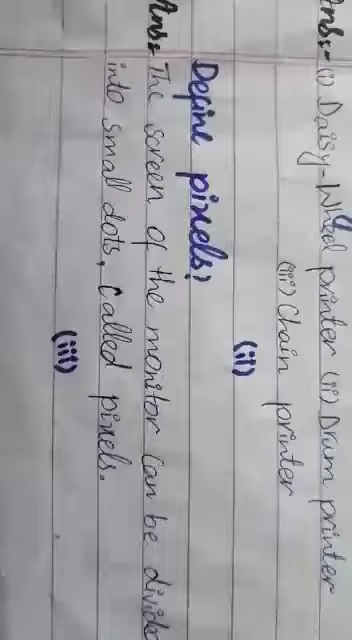 Ans:- (i) Daisy-Wheel printer (ii) Drum printer
(iii) Chain printer
(ii)
Define pixels?
Ans: The screen of the monitor can be divide
into small dots, called pixels.
(iii)